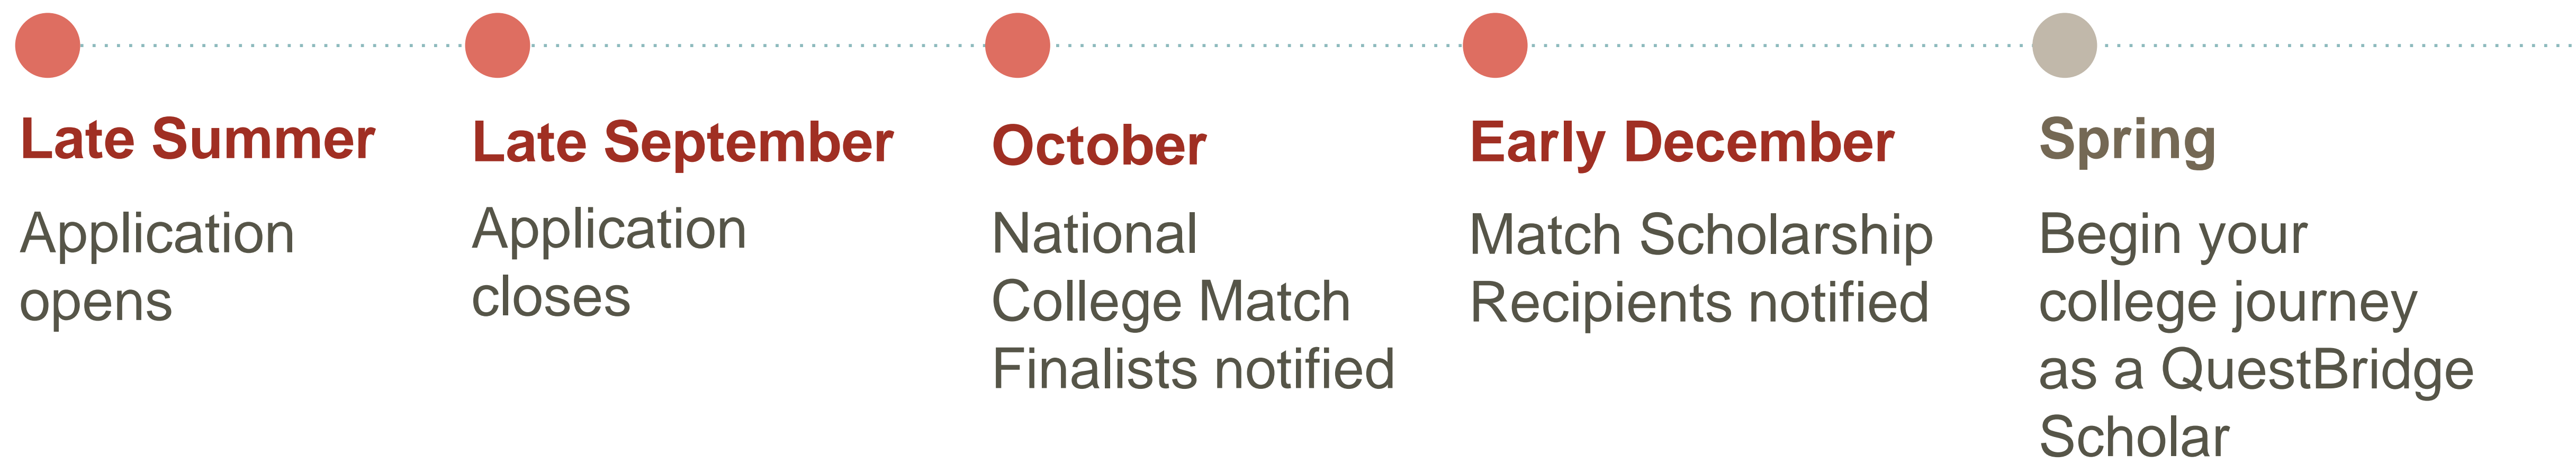 Late Summer
Application
opens
Late September
Application
closes
October
National
College Match
Finalists notified
Early December
Match Scholarship
Recipients notified
Spring
Begin your
college journey
as a QuestBridge
Scholar